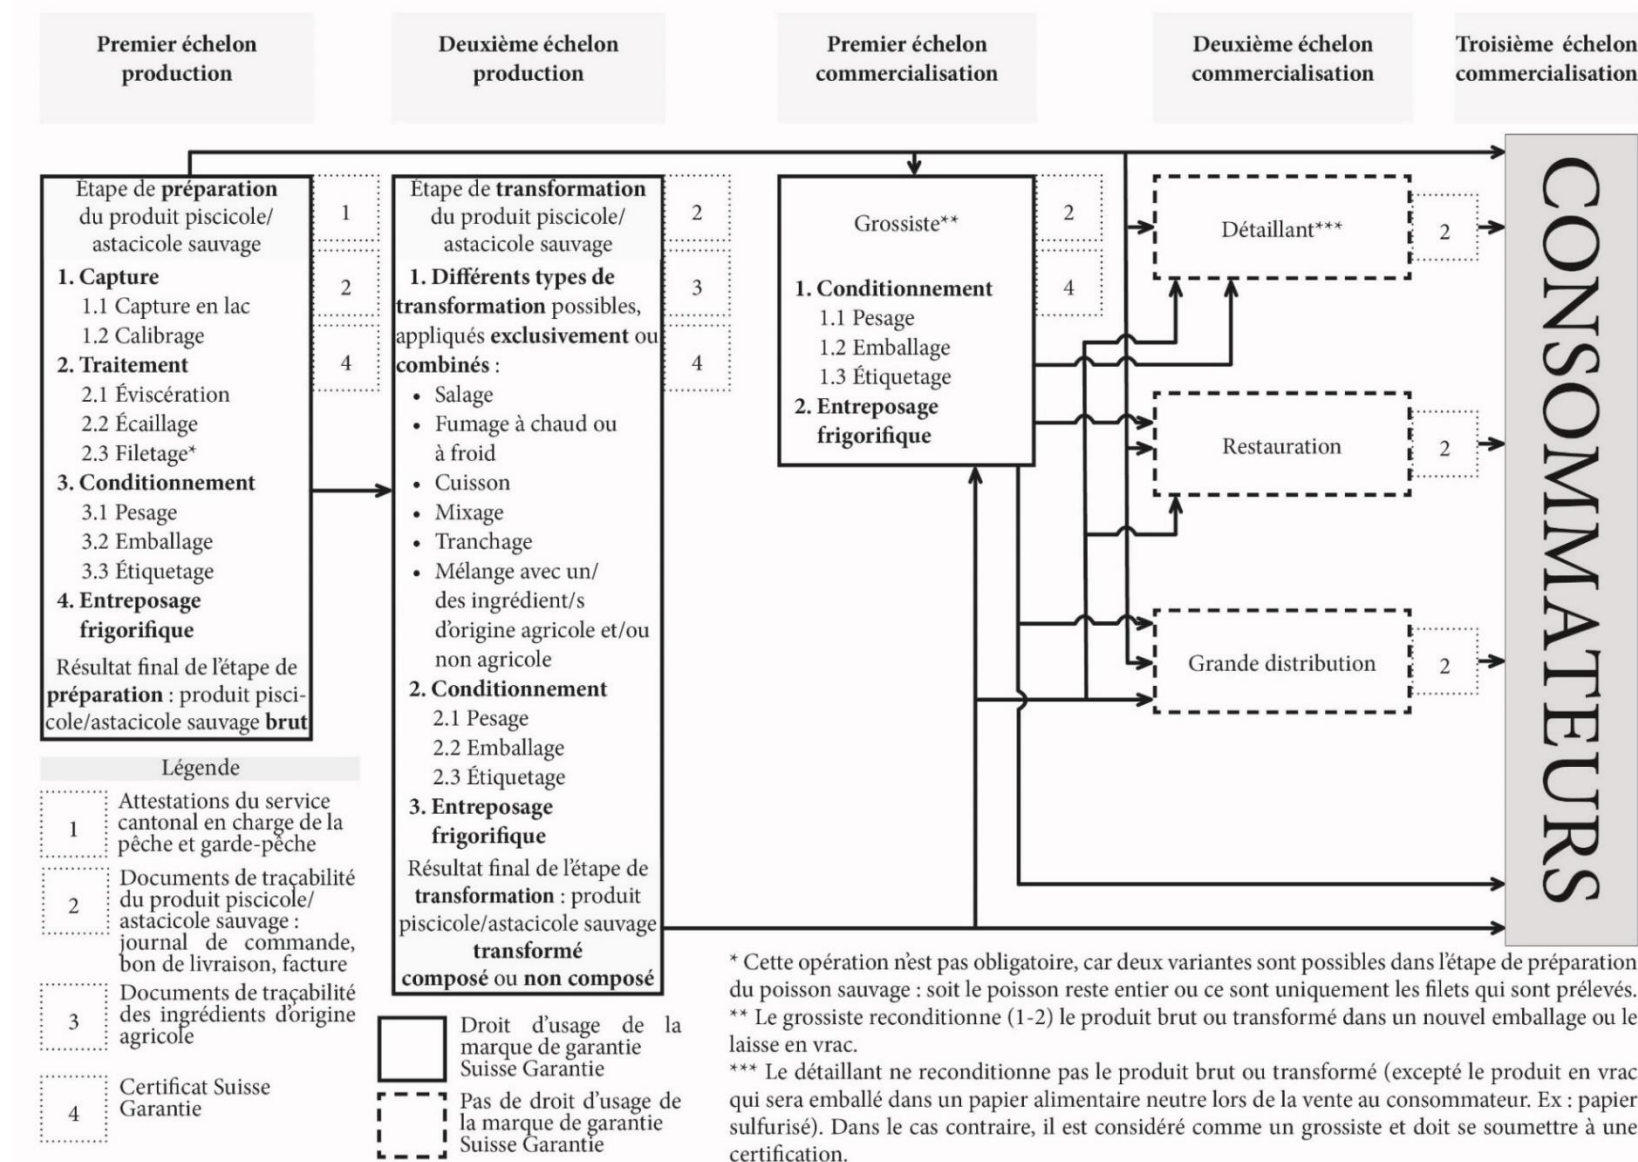 Premier échelon
production
Deuxième échelon
production
Premier échelon
commercialisation
Deuxième échelon
commercialisation
Troisième échelon
commercialisation
Étape de préparation
du produit piscicole/
astacicole sauvage
1. Capture
1.1 Capture en lac
1.2 Calibrage
2. Traitement
2.1 Éviscération
2.2 Écaillage
2.3 Filetage*
3. Conditionnement
3.1 Pesage
3.2 Emballage
3.3 Étiquetage
4. Entreposage
frigorifique
Résultat final de l'étape de
préparation : produit pisci-
cole/astacicole sauvage brut
1
2
4
Étape de transformation
du produit piscicole/
astacicole sauvage
1. Différents types de
transformation possibles,
appliqués exclusivement ou
combinés :
• Salage
• Fumage à chaud ou
à froid
• Cuisson
• Mixage
• Tranchage
• Mélange avec un/
des ingrédient/s
d'origine agricole et/ou
non agricole
2. Conditionnement
2.1 Pesage
2.2 Emballage
2.3 Étiquetage
3. Entreposage
frigorifique
Résultat final de l'étape de
transformation : produit
piscicole/astacicole sauvage
transformé
composé ou non composé
2
3
4
Grossiste**
1. Conditionnement
1.1 Pesage
1.2 Emballage
1.3 Étiquetage
2. Entreposage
frigorifique
2
4
Détaillant***
2
Restauration
2
Grande distribution
2
CONSOMMATEURS
Légende
1
Attestations du service
cantonal en charge de la
pêche et garde-pêche
2
Documents de traçabilité
du produit piscicole/
astacicole sauvage :
journal de commande,
bon de livraison, facture
3
Documents de traçabilité
des ingrédients d'origine
agricole
4
Certificat Suisse
Garantie
Droit d'usage de la
marque de garantie
Suisse Garantie
Pas de droit d'usage de
la marque de garantie
Suisse Garantie
* Cette opération n'est pas obligatoire, car deux variantes sont possibles dans l'étape de préparation
du poisson sauvage : soit le poisson reste entier ou ce sont uniquement les filets qui sont prélevés.
** Le grossiste reconditionne (1-2) le produit brut ou transformé dans un nouvel emballage ou le
laisse en vrac.
*** Le détaillant ne reconditionne pas le produit brut ou transformé (excepté le produit en vrac
qui sera emballé dans un papier alimentaire neutre lors de la vente au consommateur. Ex : papier
sulfurisé). Dans le cas contraire, il est considéré comme un grossiste et doit se soumettre à une
certification.